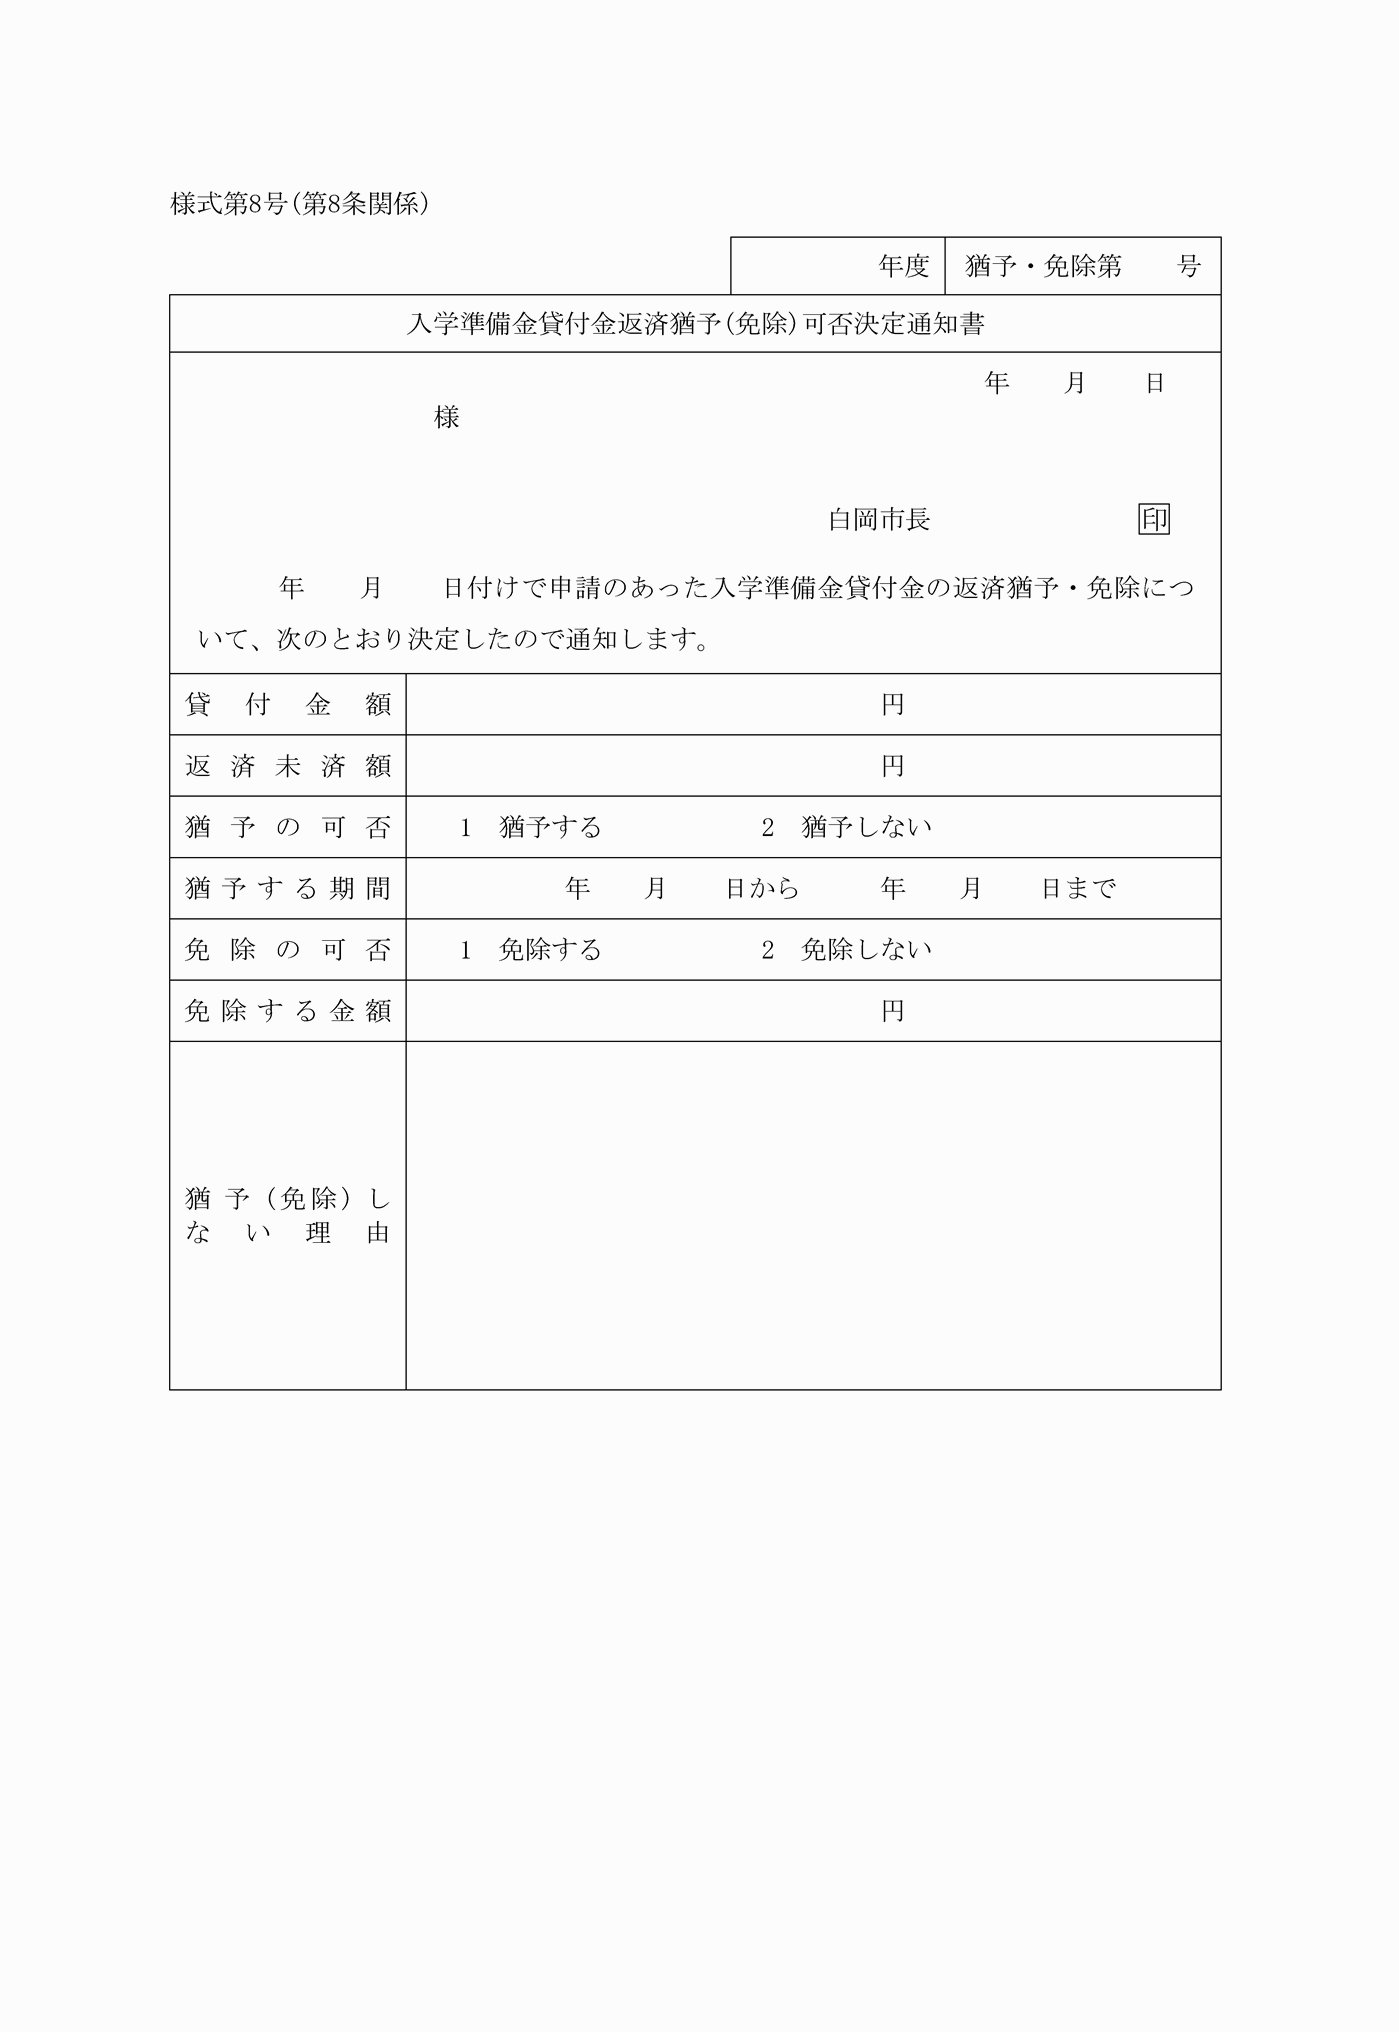 様式第8号(第8条関係)
年度 猶予・免除第　　号
入学準備金貸付金返済猶予(免除)可否決定通知書
年　　月　　日
様
白岡市長　　　　　　　　印
年　　月　　日付けで申請のあった入学準備金貸付金の返済猶予・免除につ
いて、次のとおり決定したので通知します。
貸付金額　　円
返済未済額　　円
猶予の可否　　1　猶予する　　2　猶予しない
猶予する期間　　年　　月　　日から　　年　　月　　日まで
免除の可否　　1　免除する　　2　免除しない
免除する金額　　円
猶予(免除)し
ない理由